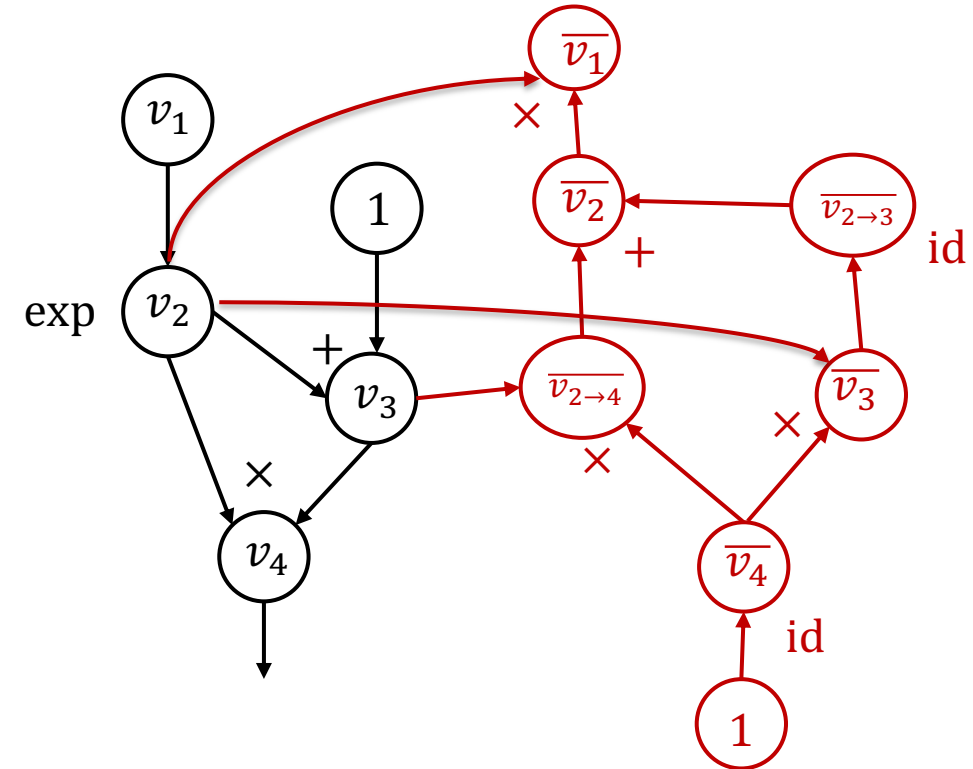 v₁
1
exp
v₂
+
v₃
×
v₄
v̅₁
×
v̅₂
+
v̅₂→₃
id
v̅₂→₄
×
v̅₃
×
v̅₄
id
1